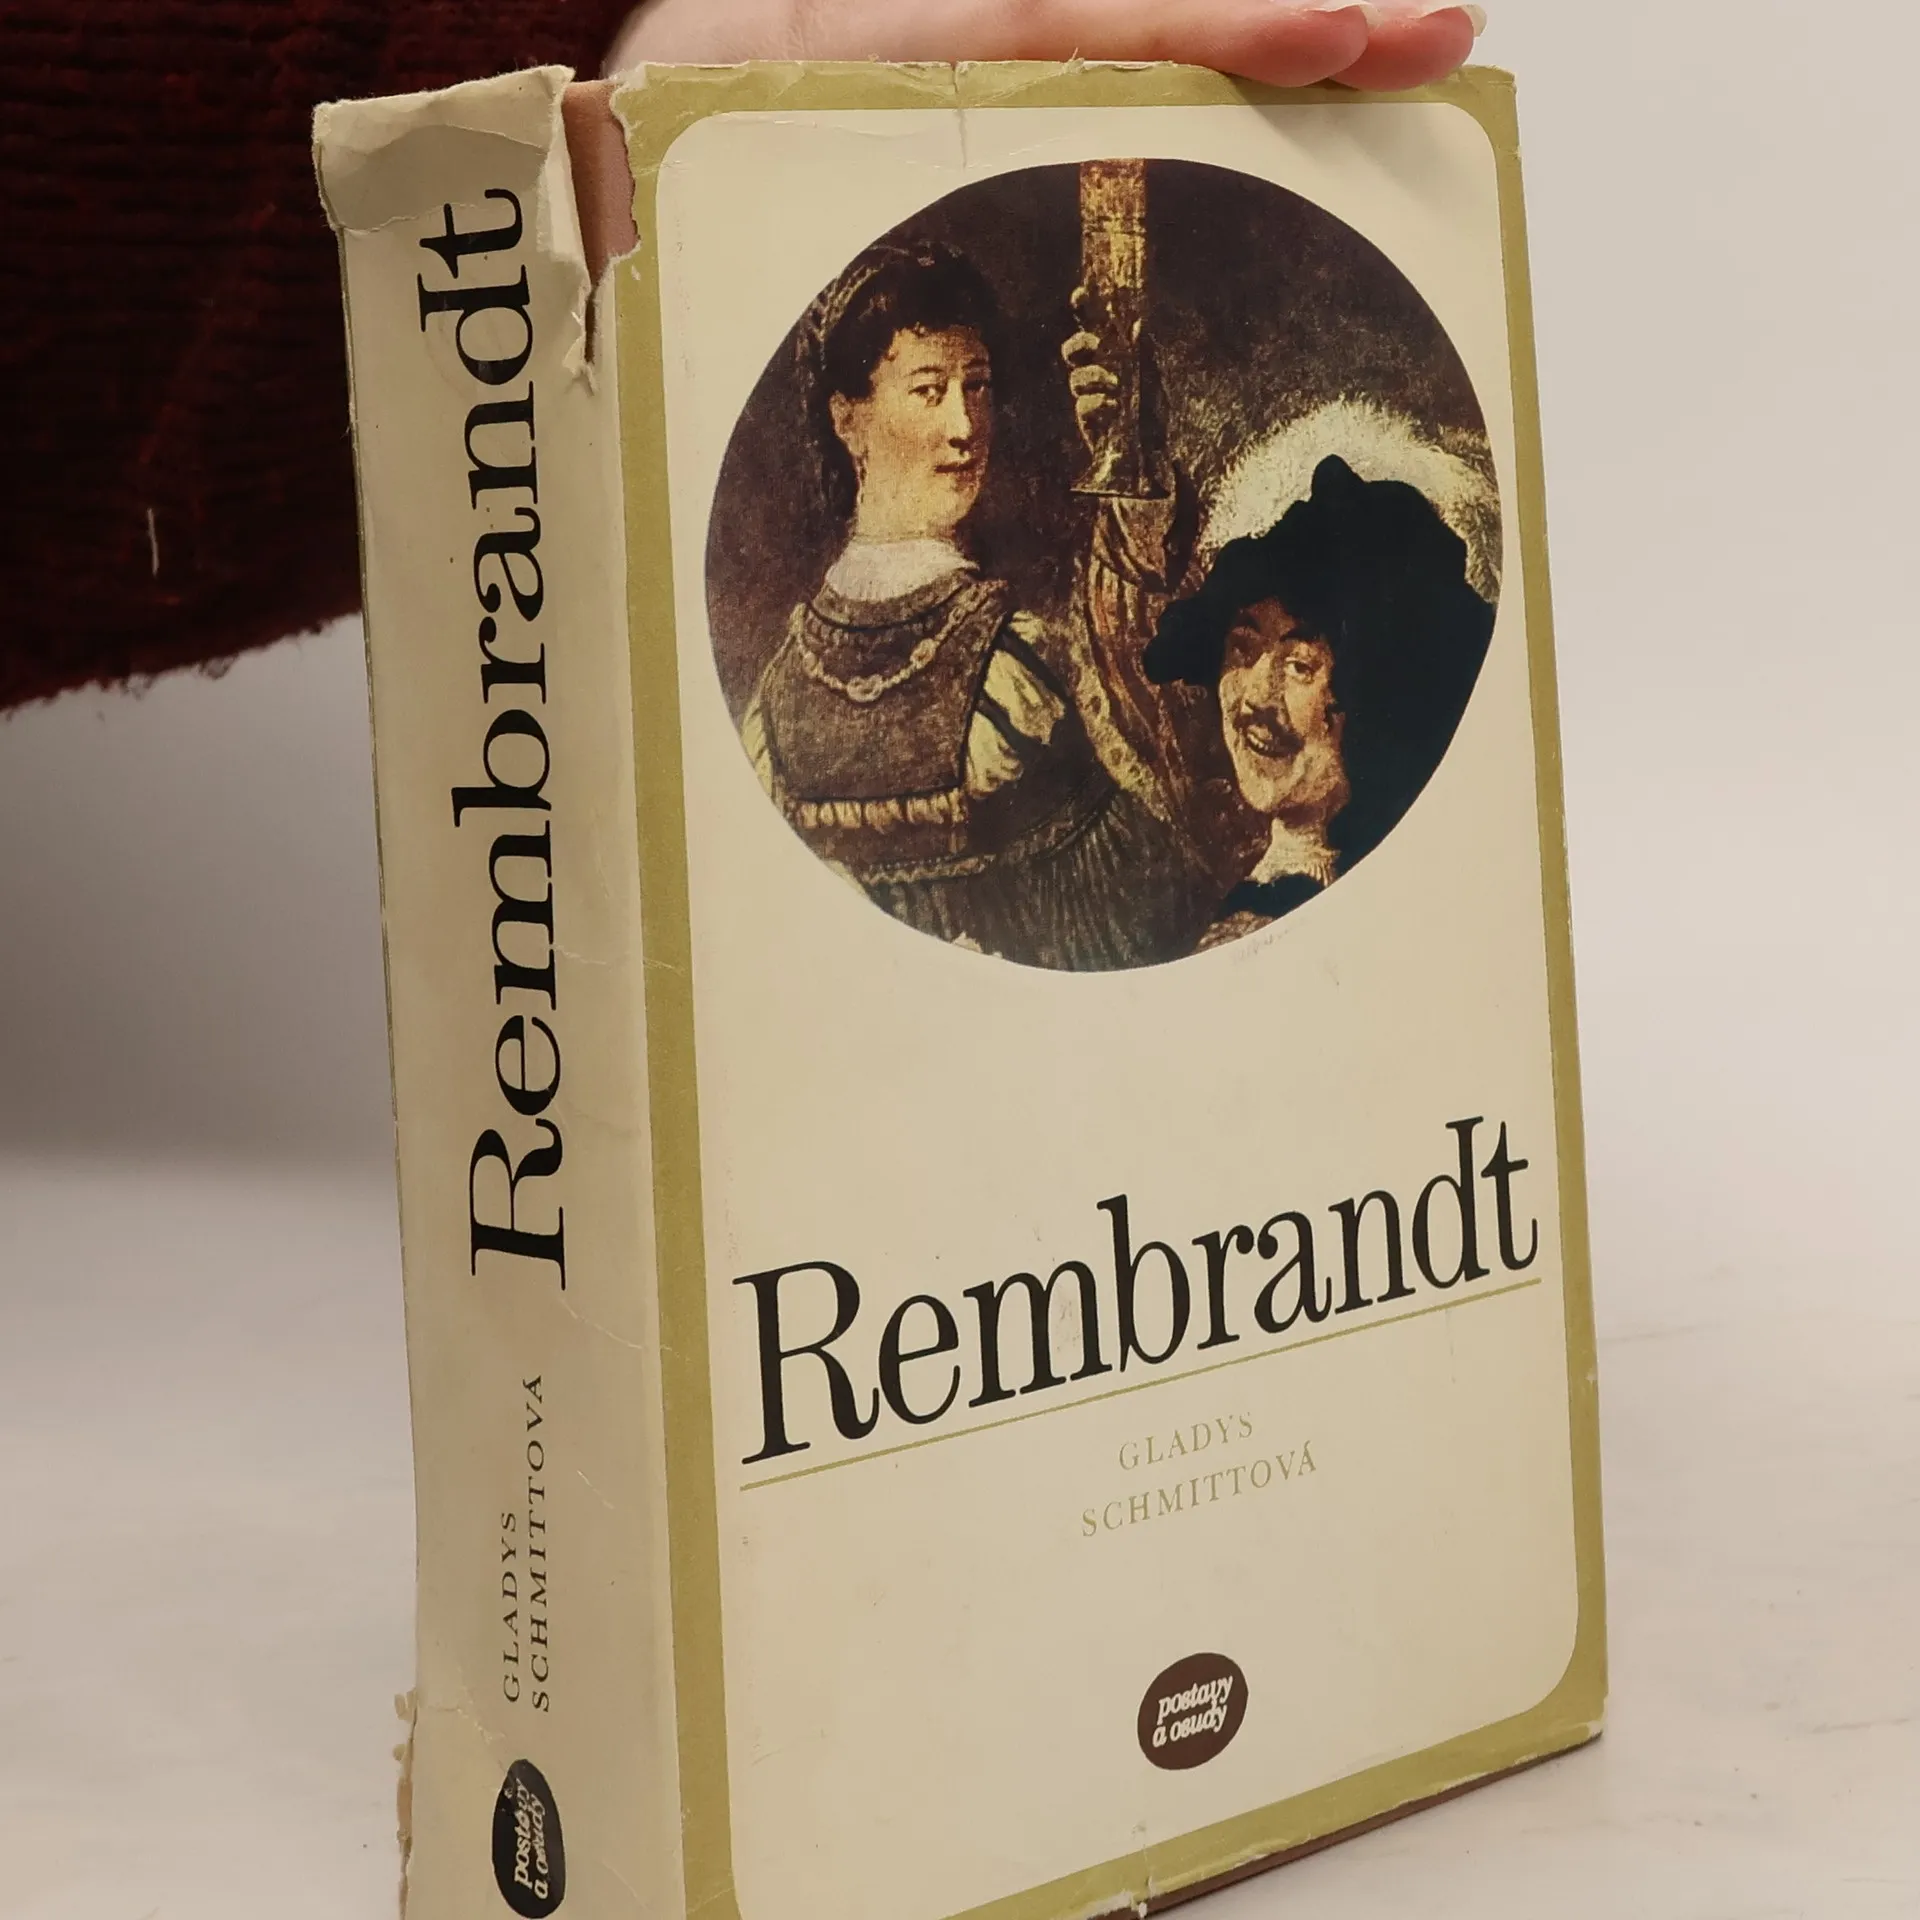 Rembrandt
GLADYS
SCHMITTOVÁ
postavy
a osudy
Rembrandt
GLADYS
SCHMITTOVÁ
postavy
a osudy